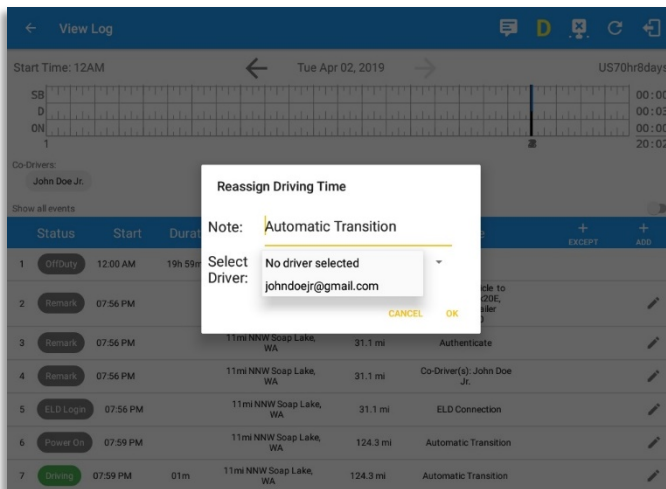 View Log
D
Start Time: 12AM
Tue Apr 02, 2019
US70hr8days
SB
00:00
D
00:03
ON
00:00
1
20:02
Co-Drivers:
John Doe Jr.
Show all events
Reassign Driving Time
Note: Automatic Transition
Select Driver:
No driver selected
johndoejr@gmail.com
CANCEL OK
Status Start Durat
+ EXCEPT
+ ADD
1 OffDuty 12:00 AM 19h 59m
2 Remark 07:56 PM
3 Remark 07:56 PM 11mi NNW Soap Lake, WA 31.1 mi Authenticate
4 Remark 07:56 PM 11mi NNW Soap Lake, WA 31.1 mi Co-Driver(s): John Doe Jr.
5 ELD Login 07:56 PM 11mi NNW Soap Lake, WA 31.1 mi ELD Connection
6 Power On 07:59 PM 11mi NNW Soap Lake, WA 124.3 mi Automatic Transition
7 Driving 07:59 PM 01m 11mi NNW Soap Lake, WA 124.3 mi Automatic Transition